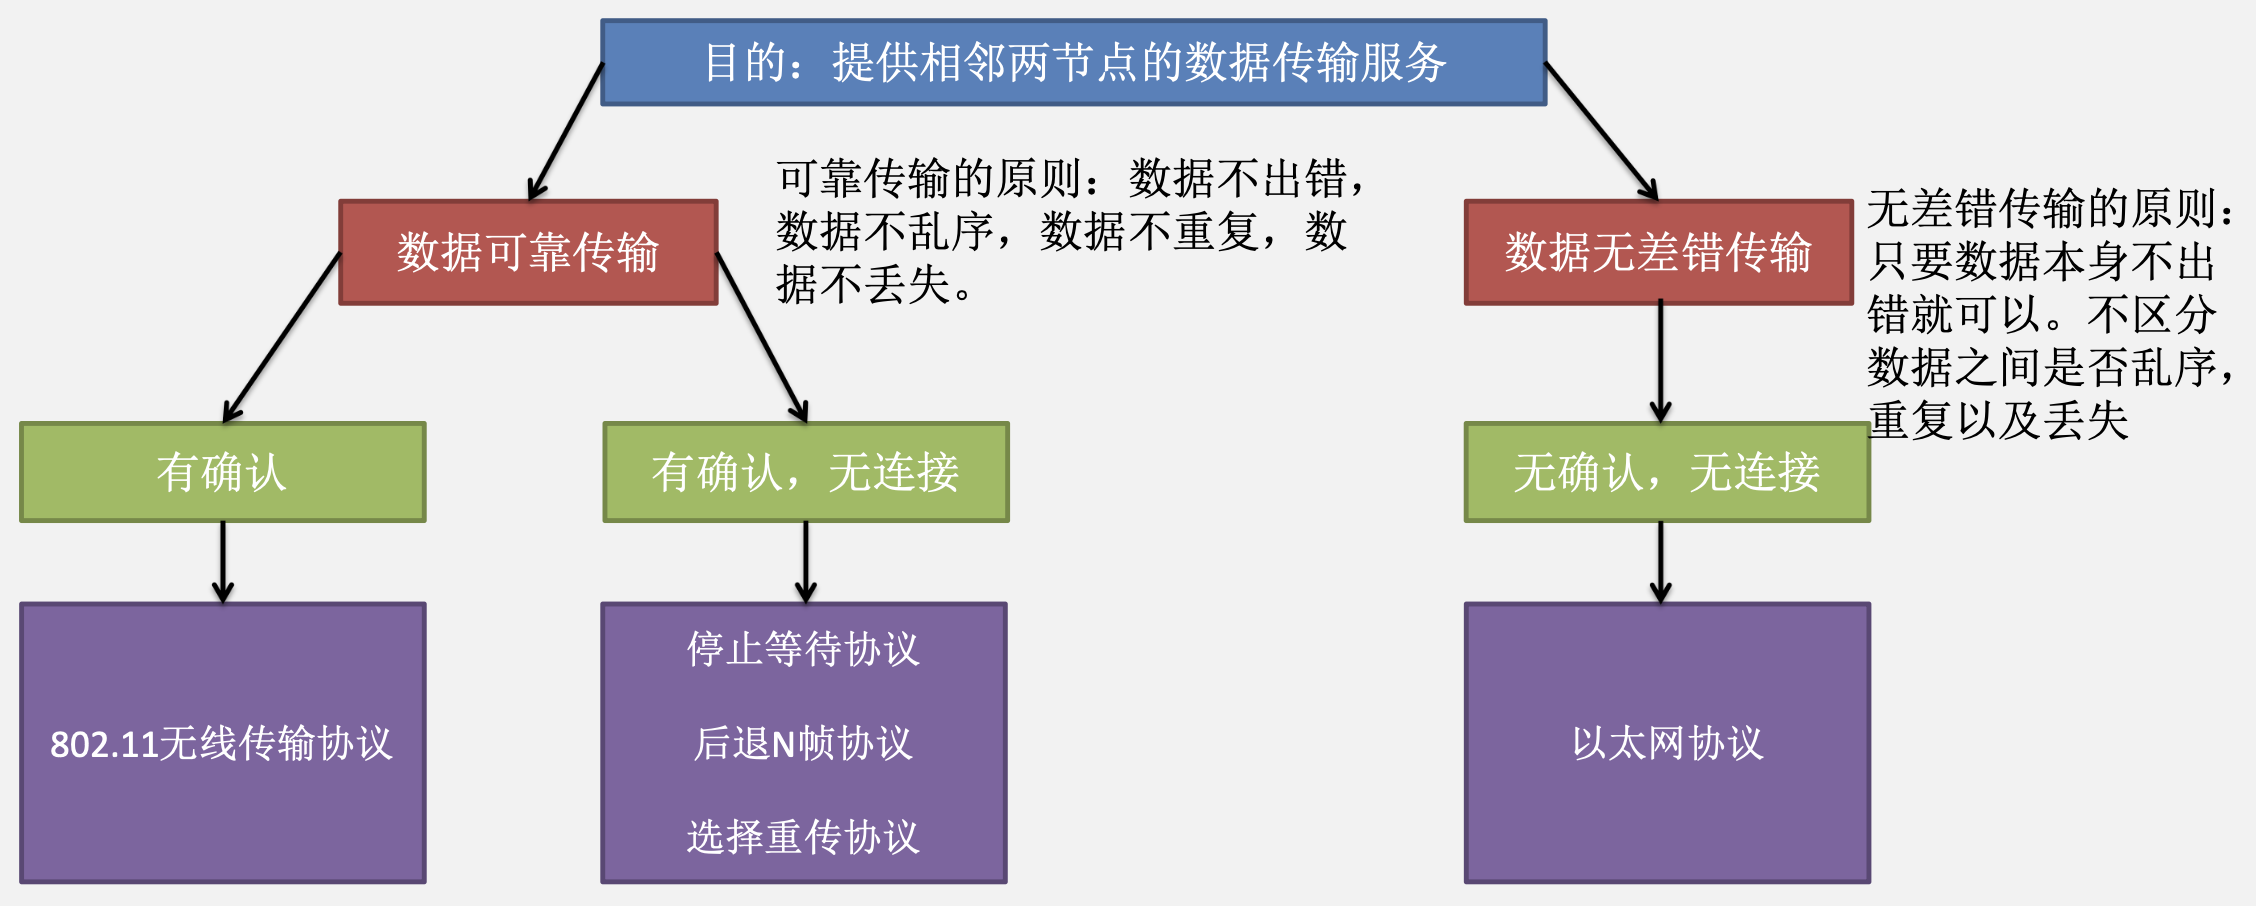 目的：提供相邻两节点的数据传输服务
可靠传输的原则：数据不出错，
数据不乱序，数据不重复，数
据不丢失。
数据可靠传输
数据无差错传输
无差错传输的原则：
只要数据本身不出
错就可以。不区分
数据之间是否乱序，
重复以及丢失
有确认
有确认，无连接
无确认，无连接
802.11无线传输协议
停止等待协议
后退N帧协议
选择重传协议
以太网协议